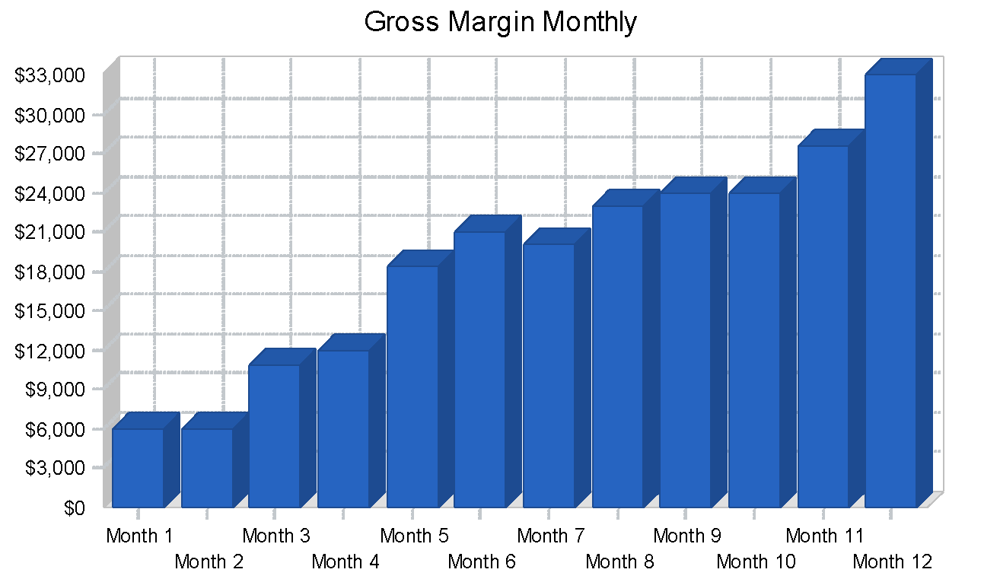 Gross Margin Monthly
$33,000
$30,000
$27,000
$24,000
$21,000
$18,000
$15,000
$12,000
$9,000
$6,000
$3,000
$0
Month 1
Month 2
Month 3
Month 4
Month 5
Month 6
Month 7
Month 8
Month 9
Month 10
Month 11
Month 12